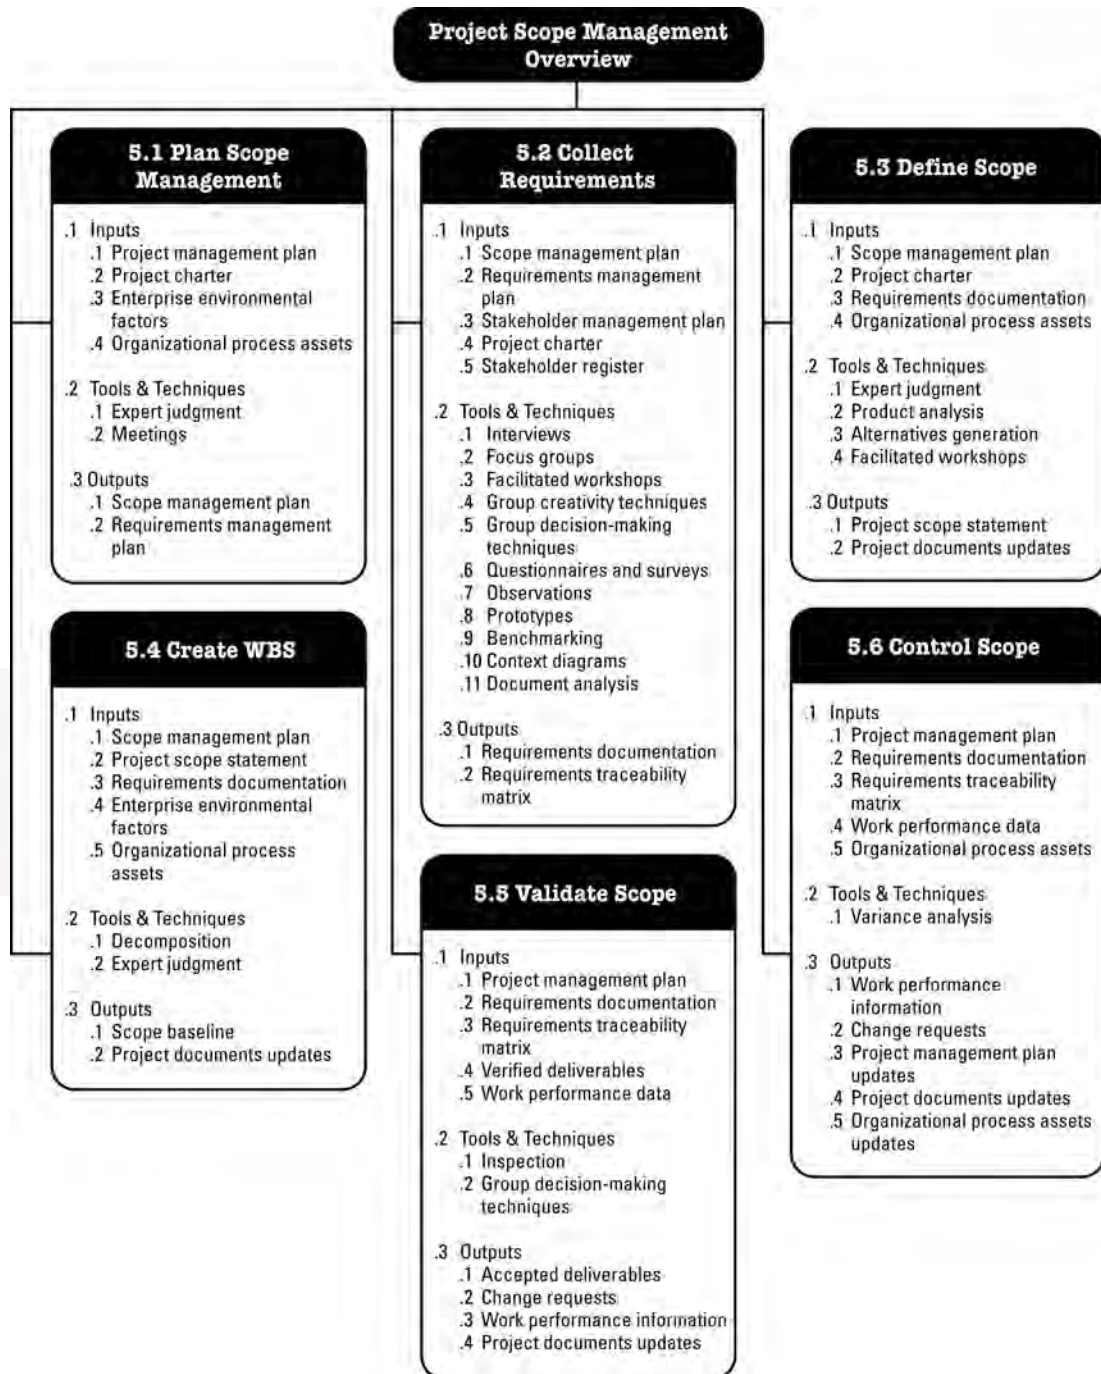 Project Scope Management
Overview
5.1 Plan Scope
Management
.1 Inputs
.1 Project management plan
.2 Project charter
.3 Enterprise environmental
factors
.4 Organizational process assets
.2 Tools & Techniques
.1 Expert judgment
.2 Meetings
.3 Outputs
.1 Scope management plan
.2 Requirements management
plan
5.2 Collect
Requirements
.1 Inputs
.1 Scope management plan
.2 Requirements management
plan
.3 Stakeholder management plan
.4 Project charter
.5 Stakeholder register
.2 Tools & Techniques
.1 Interviews
.2 Focus groups
.3 Facilitated workshops
.4 Group creativity techniques
.5 Group decision-making
techniques
.6 Questionnaires and surveys
.7 Observations
.8 Prototypes
.9 Benchmarking
.10 Context diagrams
.11 Document analysis
.3 Outputs
.1 Requirements documentation
.2 Requirements traceability
matrix
5.3 Define Scope
.1 Inputs
.1 Scope management plan
.2 Project charter
.3 Requirements documentation
.4 Organizational process assets
.2 Tools & Techniques
.1 Expert judgment
.2 Product analysis
.3 Alternatives generation
.4 Facilitated workshops
.3 Outputs
.1 Project scope statement
.2 Project documents updates
5.4 Create WBS
.1 Inputs
.1 Scope management plan
.2 Project scope statement
.3 Requirements documentation
.4 Enterprise environmental
factors
.5 Organizational process
assets
.2 Tools & Techniques
.1 Decomposition
.2 Expert judgment
.3 Outputs
.1 Scope baseline
.2 Project documents updates
5.5 Validate Scope
.1 Inputs
.1 Project management plan
.2 Requirements documentation
.3 Requirements traceability
matrix
.4 Verified deliverables
.5 Work performance data
.2 Tools & Techniques
.1 Inspection
.2 Group decision-making
techniques
.3 Outputs
.1 Accepted deliverables
.2 Change requests
.3 Work performance information
.4 Project documents updates
5.6 Control Scope
.1 Inputs
.1 Project management plan
.2 Requirements documentation
.3 Requirements traceability
matrix
.4 Work performance data
.5 Organizational process assets
.2 Tools & Techniques
.1 Variance analysis
.3 Outputs
.1 Work performance
information
.2 Change requests
.3 Project management plan
updates
.4 Project documents updates
.5 Organizational process assets
updates